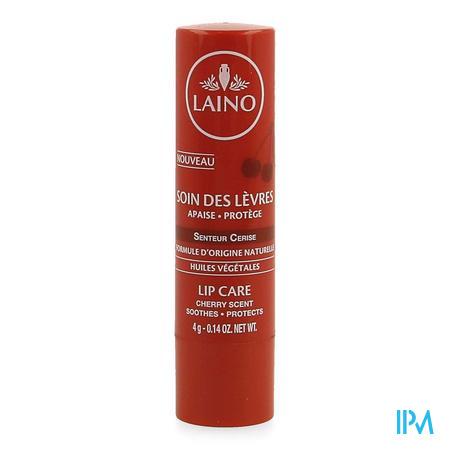 LAINO
NOUVEAU
SOIN DES LÈVRES
APAISE • PROTÈGE
SENTEUR CERISE
FORMULE D'ORIGINE NATURELLE
HUILES VÉGÉTALES
LIP CARE
CHERRY SCENT
SOOTHES • PROTECTS
4 g - 0.14 OZ. NET WT.
IPM